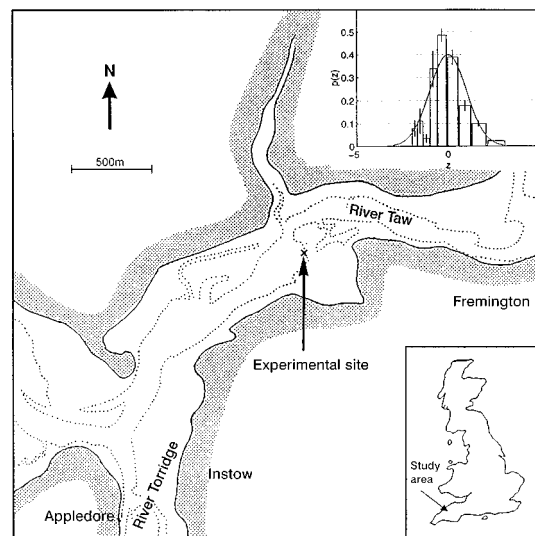 N
500m
0.5
0.4
0.3
0.2
0.1
0
p(z)
-5
0
5
z
River Taw
Fremington
Experimental site
Instow
River Torridge
Appledore
Study
area